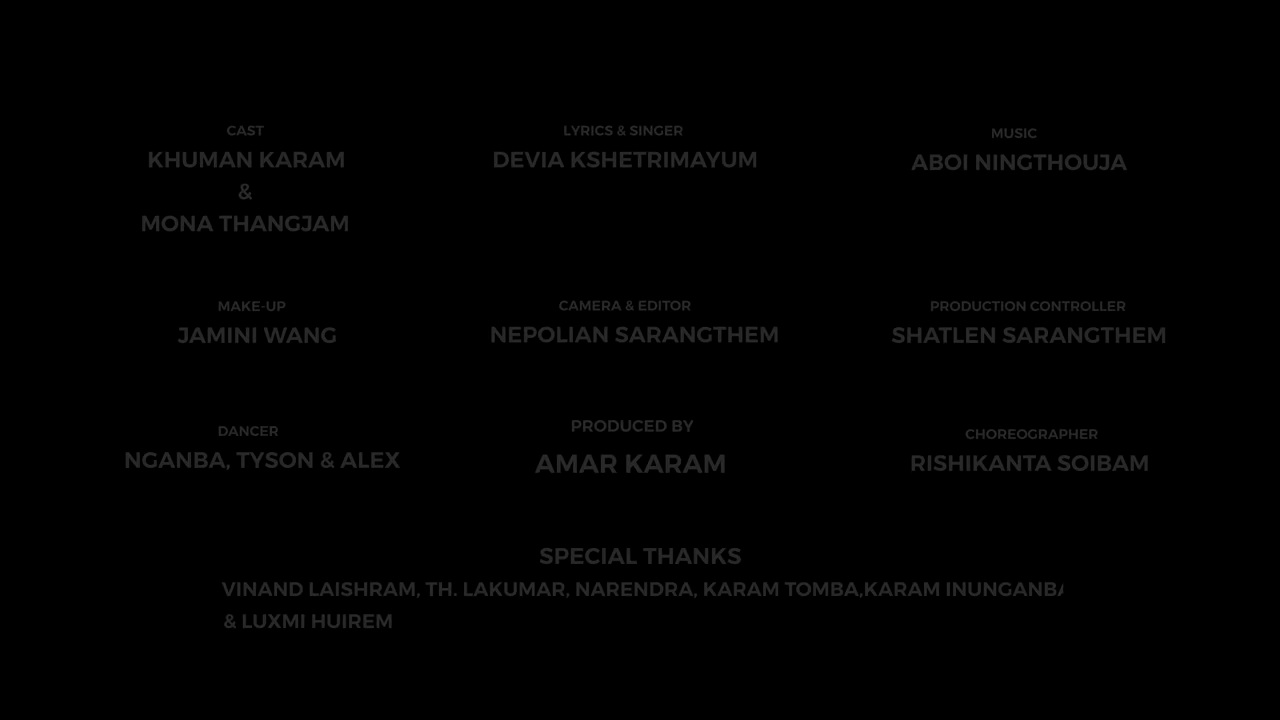 CAST
KHUMAN KARAM
&
MONA THANGJAM
LYRICS & SINGER
DEVIA KSHETRIMAYUM
MUSIC
ABOI NINGTHOUJA
MAKE-UP
JAMINI WANG
CAMERA & EDITOR
NEPOLIAN SARANGTHEM
PRODUCTION CONTROLLER
SHATLEN SARANGTHEM
DANCER
NGANBA, TYSON & ALEX
PRODUCED BY
AMAR KARAM
CHOREOGRAPHER
RISHIKANTA SOIBAM
SPECIAL THANKS
VINAND LAISHRAM, TH. LAKUMAR, NARENDRA, KARAM TOMBA,KARAM INUNGANBA
& LUXMI HUIREM